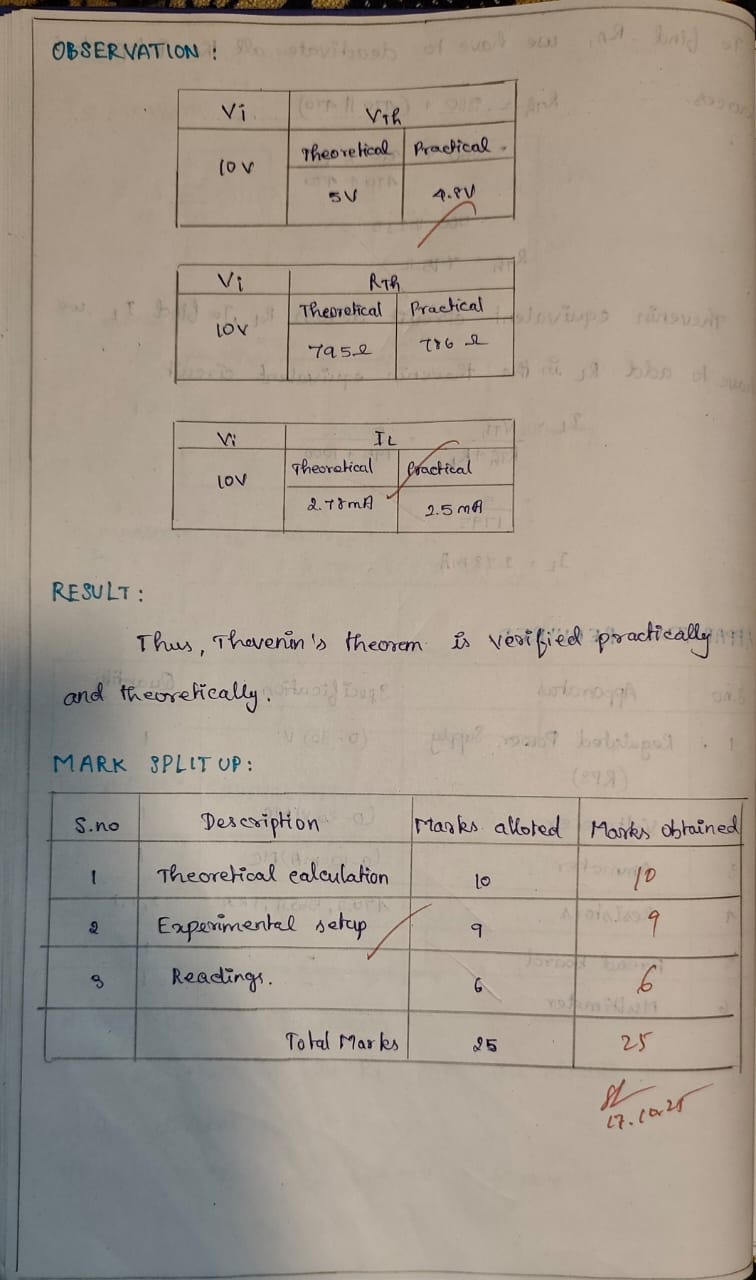 OBSERVATION :
Vi VTh
10V Theoretical Practical
5V 4.8V
Vi RTh
10V Theoretical Practical
795Ω 786 Ω
Vi IL
10V Theoretical Practical
2.78mA 2.5 mA
RESULT :
Thus, Thevenin's theorem is verified practically
and theoretically.
MARK SPLIT UP :
S.no Description Marks alloted Marks obtained
1 Theoretical calculation 10 10
2 Experimental setup 9 9
3 Readings. 6 6
Total Marks 25 25
17.10.25